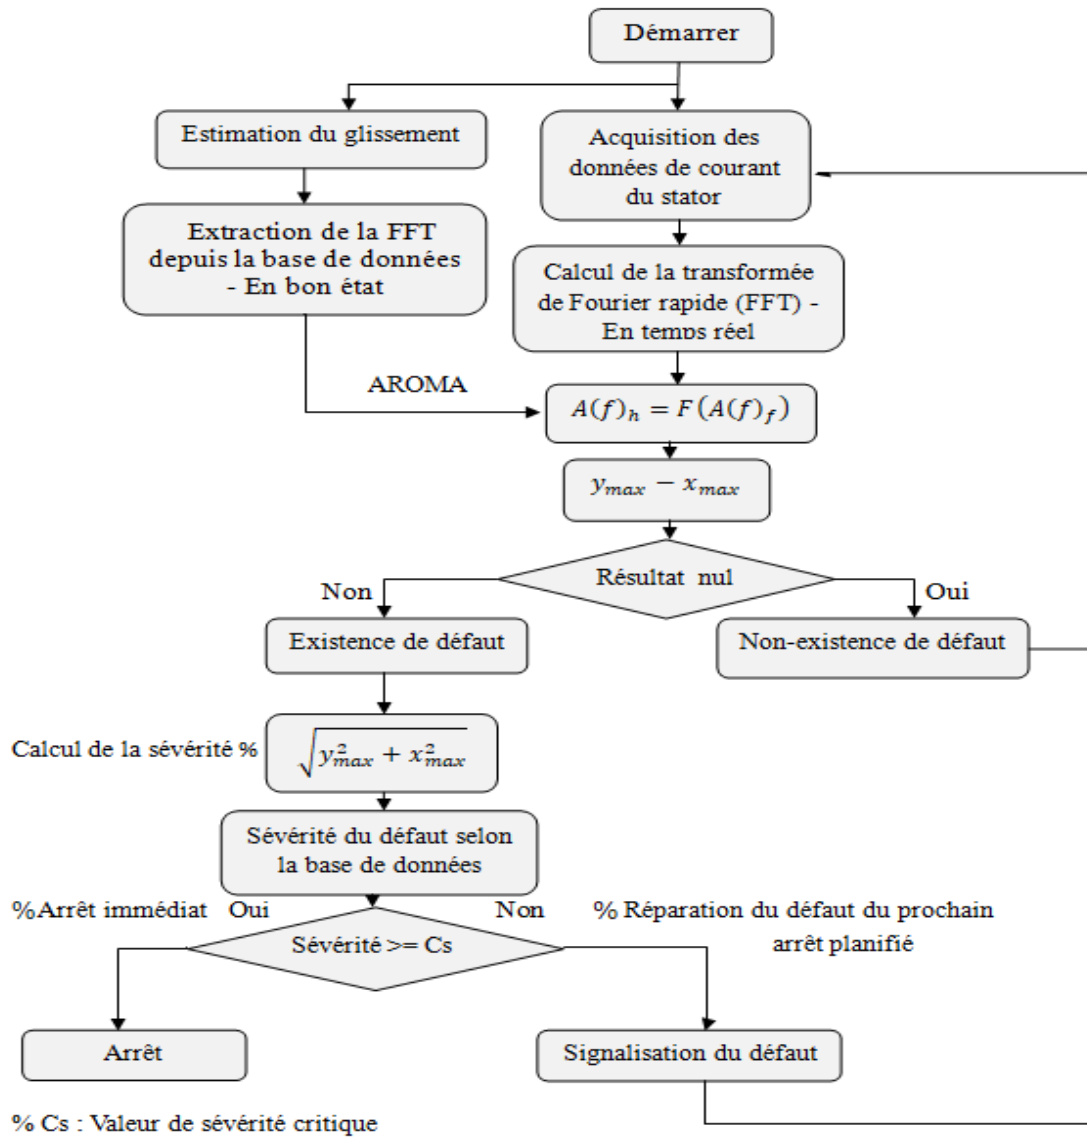 Démarrer
Estimation du glissement
Acquisition des
données de courant
du stator
Extraction de la FFT
depuis la base de données
- En bon état
Calcul de la transformée
de Fourier rapide (FFT) -
En temps réel
AROMA
A(f)_h = F(A(f)_f)
y_max − x_max
Résultat nul
Non
Oui
Existence de défaut
Non-existence de défaut
Calcul de la sévérité %
√(y²_max + x²_max)
Sévérité du défaut selon
la base de données
%Arrêt immédiat Oui
Non
% Réparation du défaut du prochain
arrêt planifié
Sévérité >= Cs
Arrêt
Signalisation du défaut
% Cs : Valeur de sévérité critique